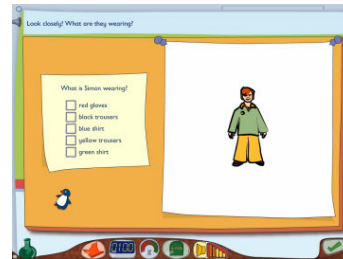 Look closely! What are they wearing?
What is Simon wearing?
red gloves
black trousers
blue shirt
yellow trousers
green shirt
0100